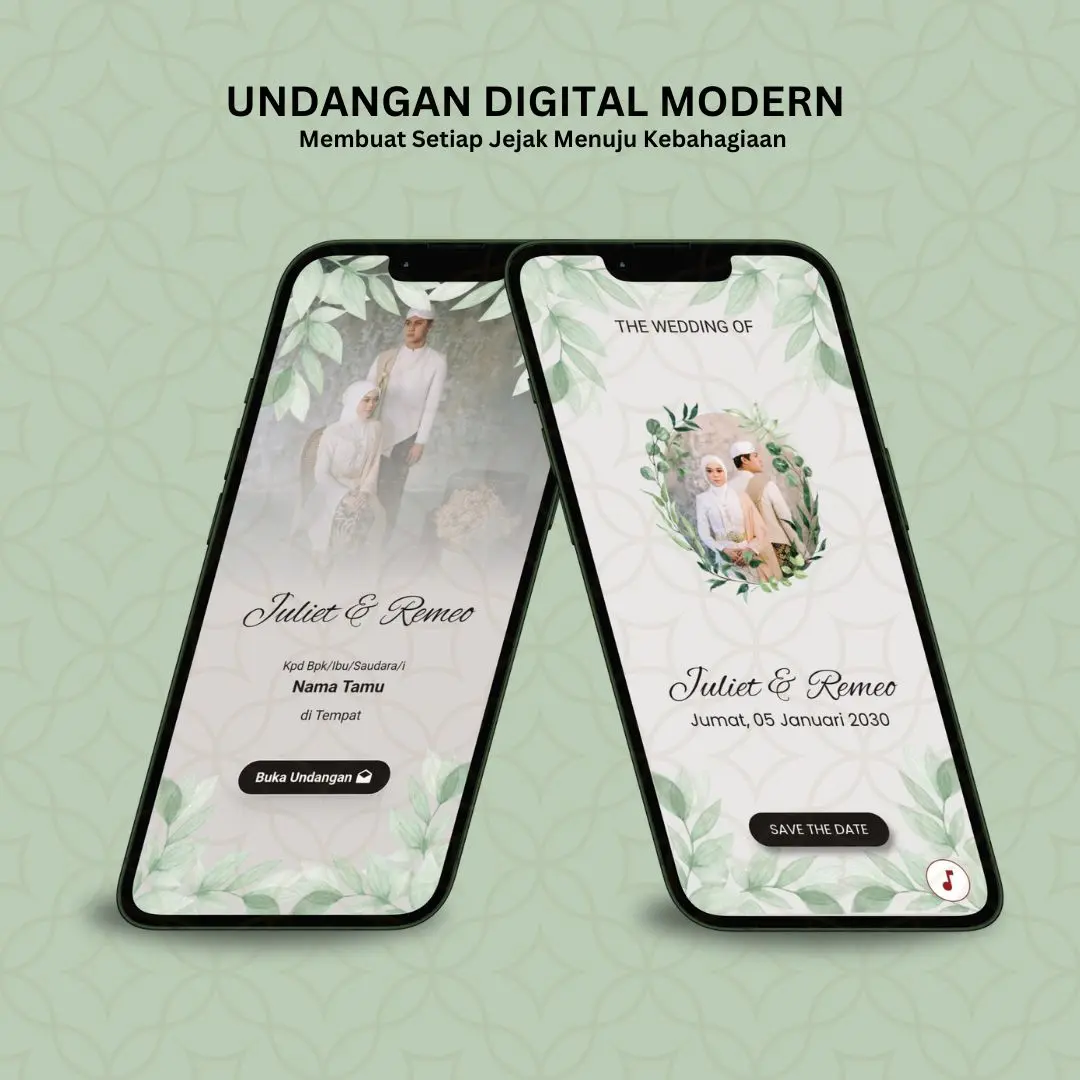 UNDANGAN DIGITAL MODERN
Membuat Setiap Jejak Menuju Kebahagiaan
Juliet & Remeo
Kpd Bpk/Ibu/Saudara/i
Nama Tamu
di Tempat
Buka Undangan
THE WEDDING OF
Juliet & Remeo
Jumat, 05 Januari 2030
SAVE THE DATE